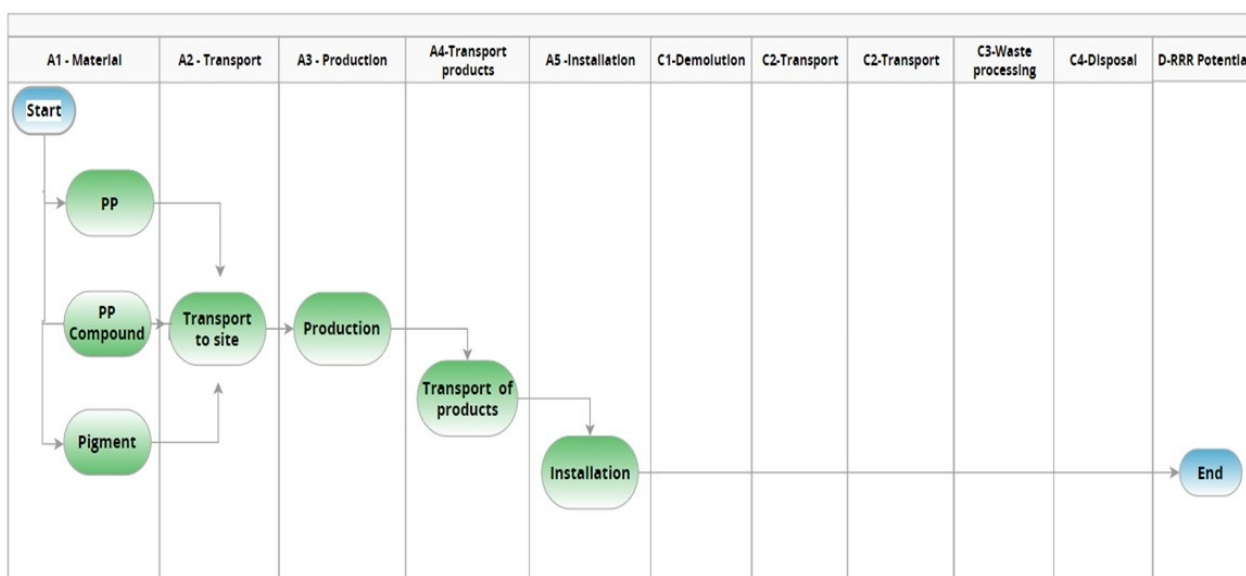 A1 - Material
A2 - Transport
A3 - Production
A4-Transport
products
A5 -Installation
C1-Demolution
C2-Transport
C2-Transport
C3-Waste
processing
C4-Disposal
D-RRR Potentia
Start
PP
PP
Compound
Transport
to site
Production
Transport of
products
Pigment
Installation
End